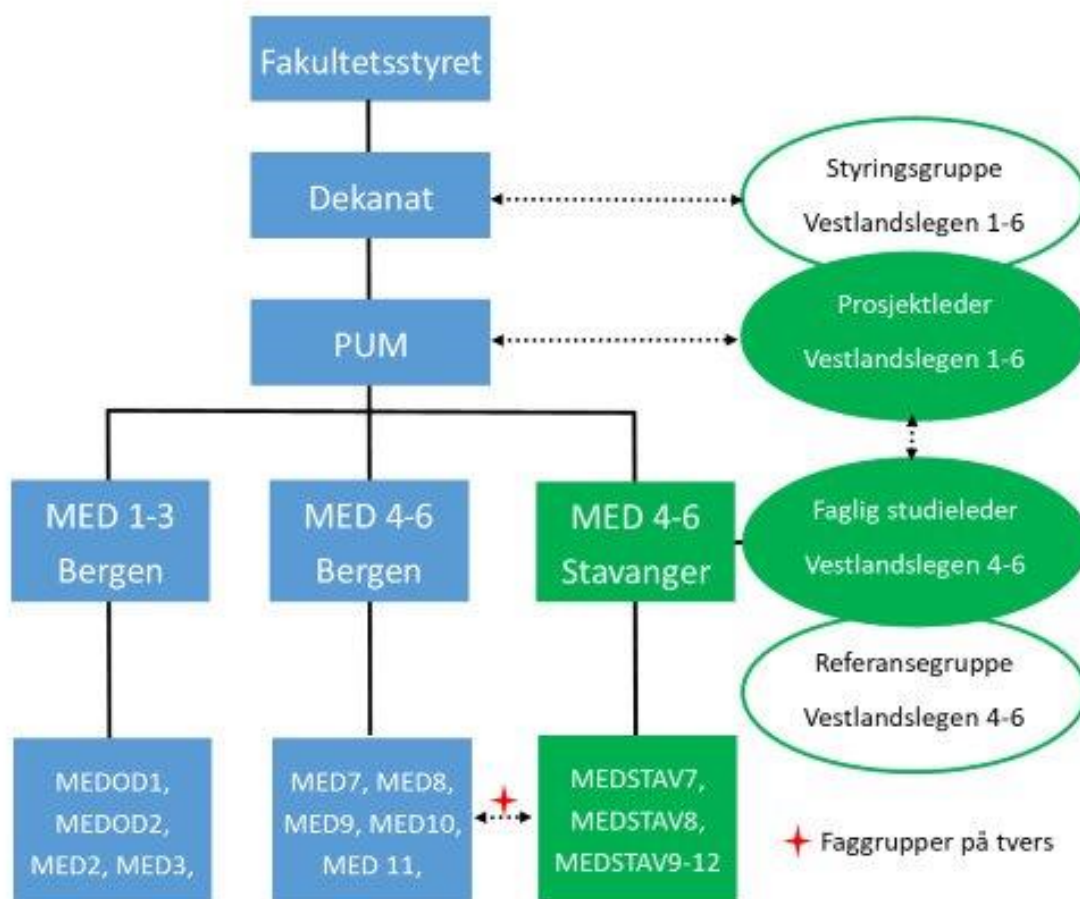 Fakultetsstyret
Dekanat
Styringsgruppe
Vestlandslegen 1-6
PUM
Prosjektleder
Vestlandslegen 1-6
MED 1-3
Bergen
MED 4-6
Bergen
MED 4-6
Stavanger
Faglig studieleder
Vestlandslegen 4-6
Referansegruppe
Vestlandslegen 4-6
MEDOD1,
MEDOD2,
MED2, MED3,
MED7, MED8,
MED9, MED10,
MED 11,
MEDSTAV7,
MEDSTAV8,
MEDSTAV9-12
Faggrupper på tvers